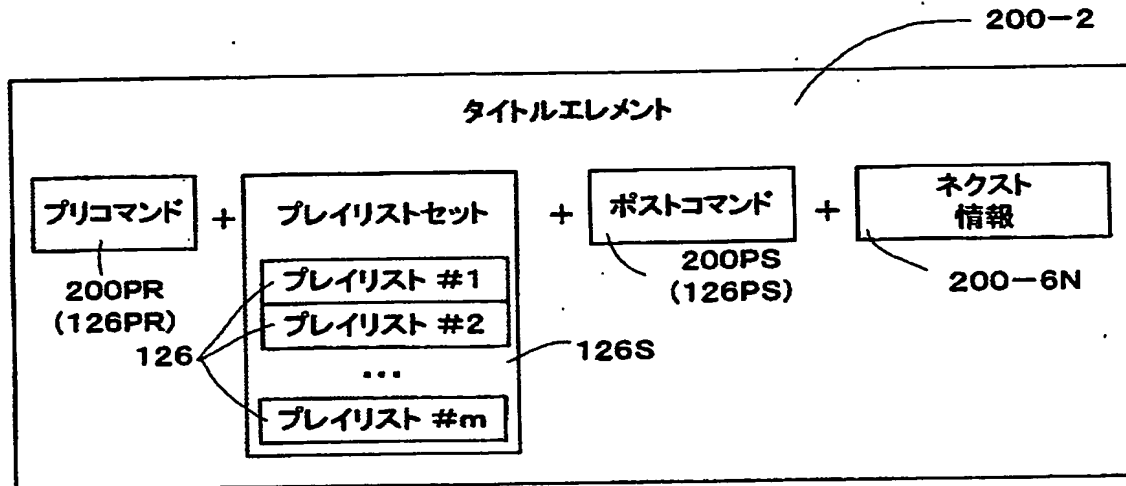 200-2
タイトルエレメント
プリコマンド
+
プレイリストセット
+
ポストコマンド
+
ネクスト
情報
200PR
(126PR)
プレイリスト #1
プレイリスト #2
...
プレイリスト #m
126
126S
200PS
(126PS)
200-6N